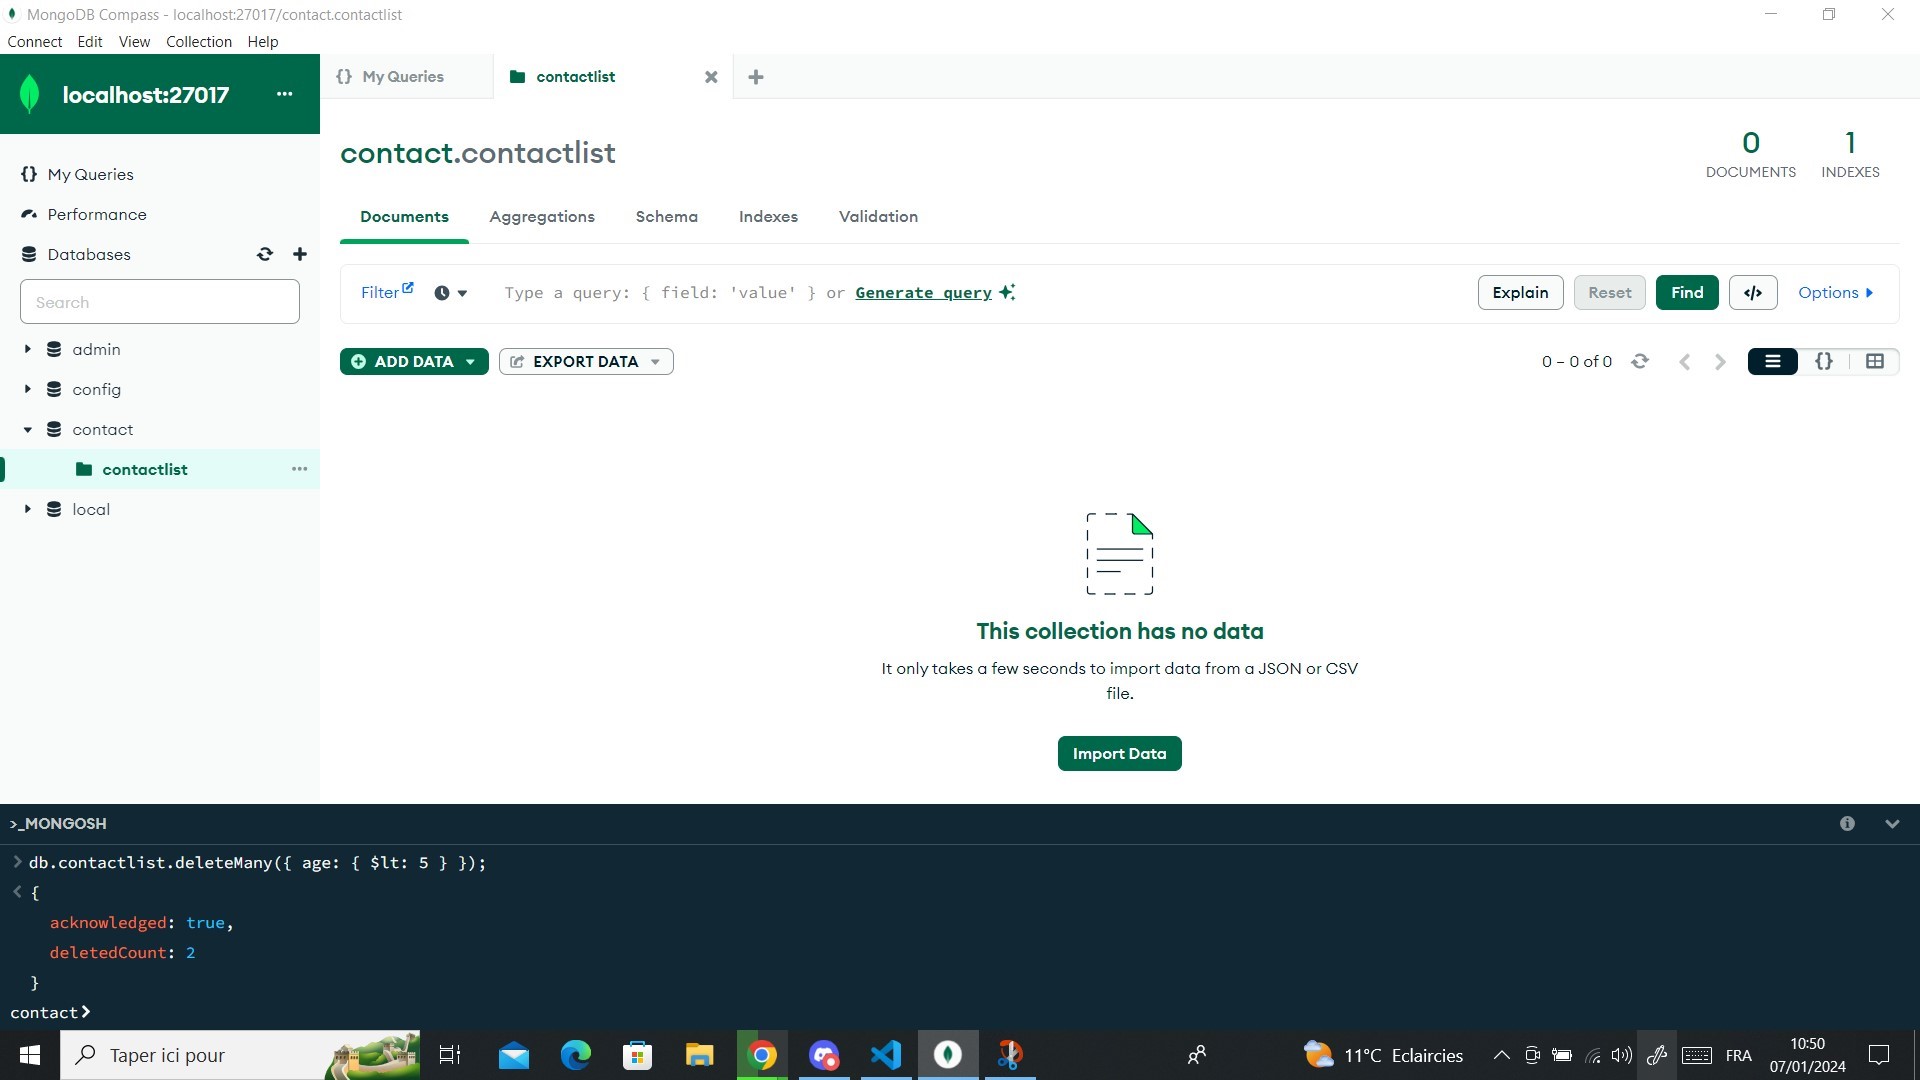 MongoDB Compass - localhost:27017/contact.contactlist
Connect Edit View Collection Help
localhost:27017 ...
{} My Queries
contactlist
My Queries
Performance
Databases
Search
admin
config
contact
contactlist
local
contact.contactlist
0
DOCUMENTS
1
INDEXES
Documents Aggregations Schema Indexes Validation
Filter Type a query: { field: 'value' } or Generate query
Explain Reset Find </> Options
ADD DATA EXPORT DATA
0 – 0 of 0 {}
This collection has no data
It only takes a few seconds to import data from a JSON or CSV
file.
Import Data
>_MONGOSH
> db.contactlist.deleteMany({ age: { $lt: 5 } });
< {
acknowledged: true,
deletedCount: 2
}
contact>
Taper ici pour
11°C Eclaircies
FRA
10:50
07/01/2024